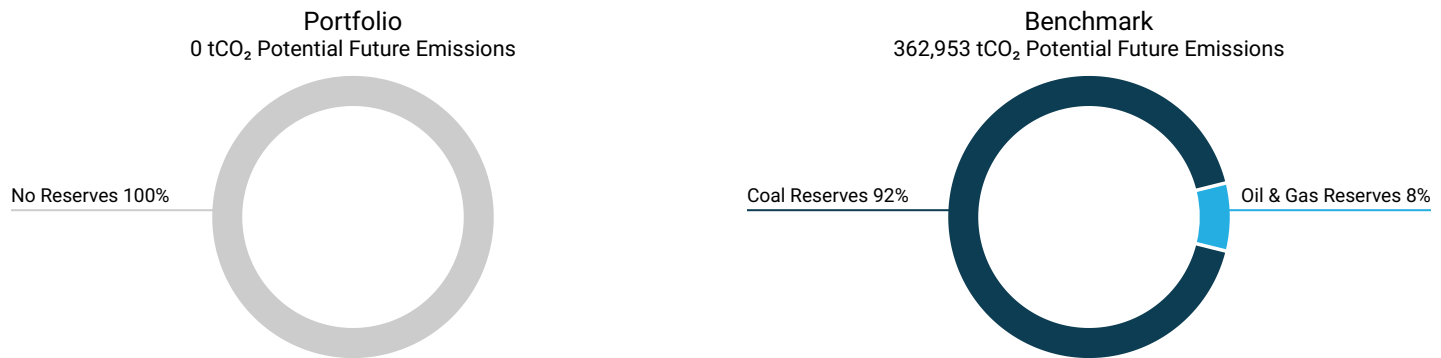 Portfolio
0 tCO₂ Potential Future Emissions
No Reserves 100%
Benchmark
362,953 tCO₂ Potential Future Emissions
Coal Reserves 92%
Oil & Gas Reserves 8%